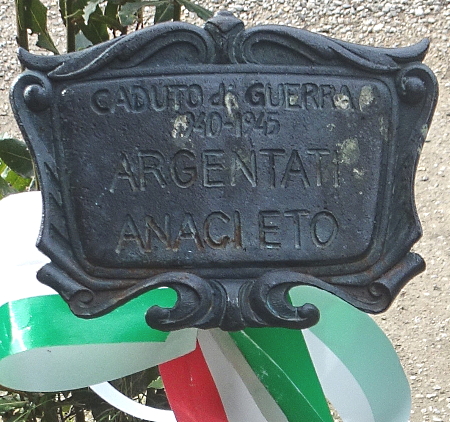 CADUTO di GUERRA
1940-1945
ARGENTATI
ANACLETO